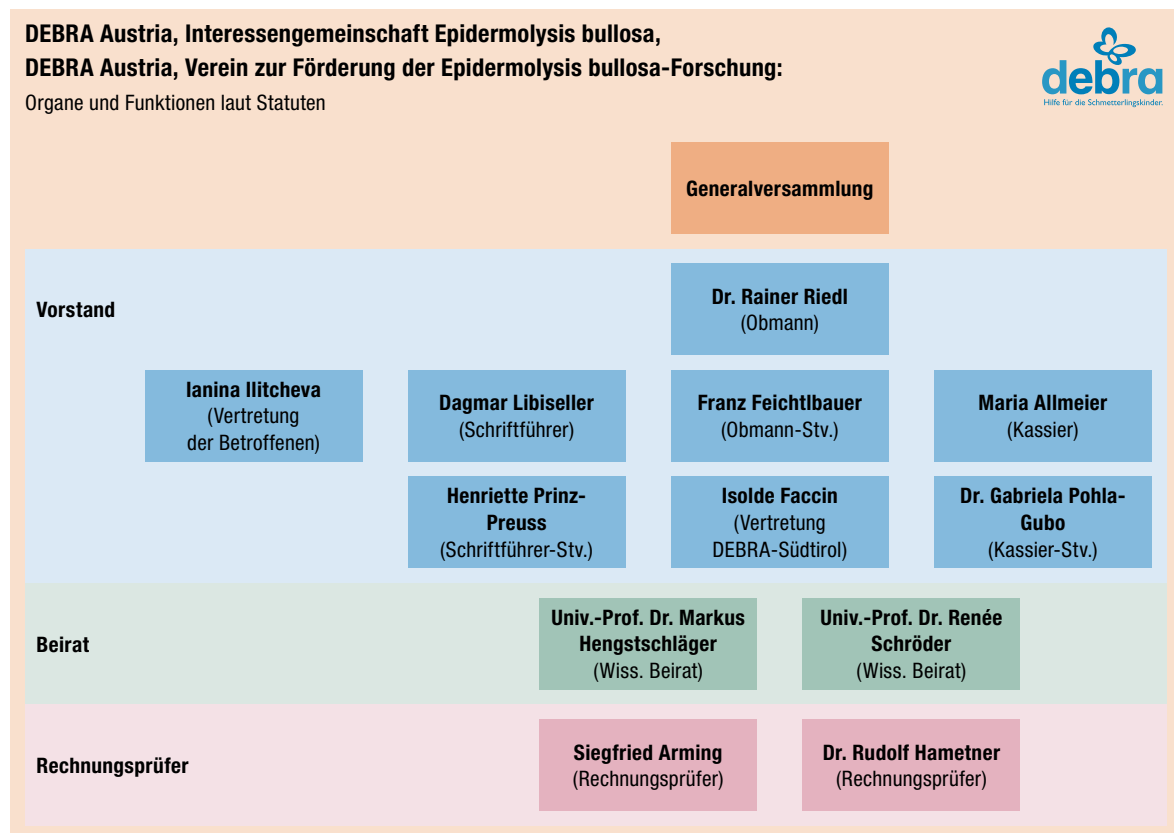 DEBRA Austria, Interessengemeinschaft Epidermolysis bullosa,
DEBRA Austria, Verein zur Förderung der Epidermolysis bullosa-Forschung:
Organe und Funktionen laut Statuten
debra
Hilfe für die Schmetterlingskinder.
Generalversammlung
Vorstand
Dr. Rainer Riedl
(Obmann)
Ianina Ilitcheva
(Vertretung
der Betroffenen)
Dagmar Libiseller
(Schriftführer)
Franz Feichtlbauer
(Obmann-Stv.)
Maria Allmeier
(Kassier)
Henriette Prinz-
Preuss
(Schriftführer-Stv.)
Isolde Faccin
(Vertretung
DEBRA-Südtirol)
Dr. Gabriela Pohla-
Gubo
(Kassier-Stv.)
Beirat
Univ.-Prof. Dr. Markus
Hengstschläger
(Wiss. Beirat)
Univ.-Prof. Dr. Renée
Schröder
(Wiss. Beirat)
Rechnungsprüfer
Siegfried Arming
(Rechnungsprüfer)
Dr. Rudolf Hametner
(Rechnungsprüfer)